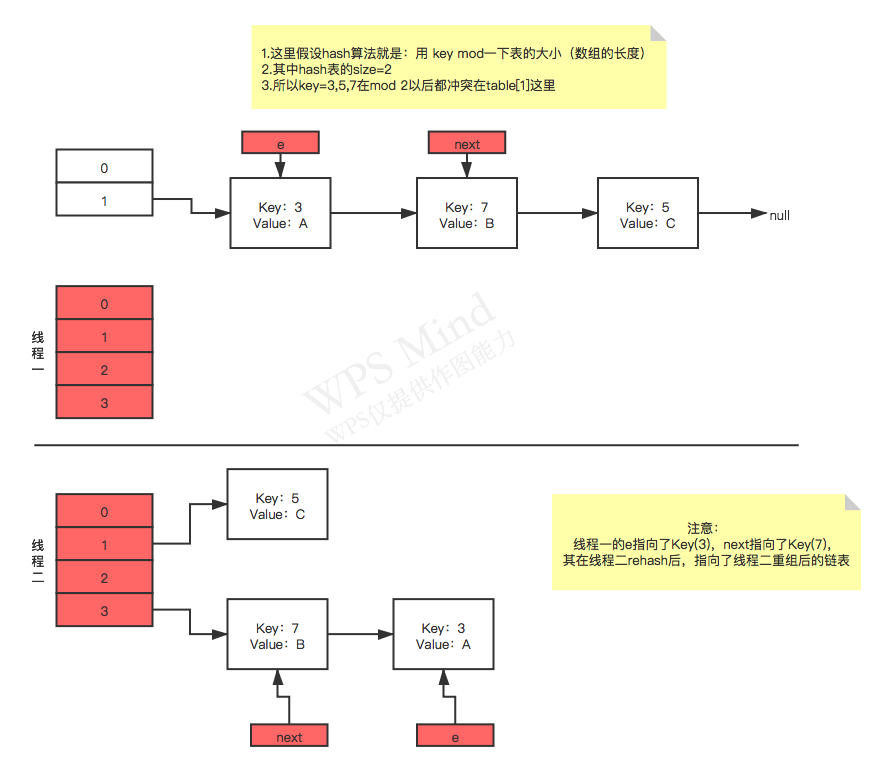 1.这里假设hash算法就是：用 key mod一下表的大小（数组的长度）
2.其中hash表的size=2
3.所以key=3,5,7在mod 2以后都冲突在table[1]这里
e
next
0
1
Key：3
Value：A
Key：7
Value：B
Key：5
Value：C
null
线程一
0
1
2
3
WPS Mind
WPS仅提供作图能力
线程二
0
1
2
3
Key：5
Value：C
Key：7
Value：B
Key：3
Value：A
next
e
注意：
线程一的e指向了Key(3)，next指向了Key(7)，
其在线程二rehash后，指向了线程二重组后的链表